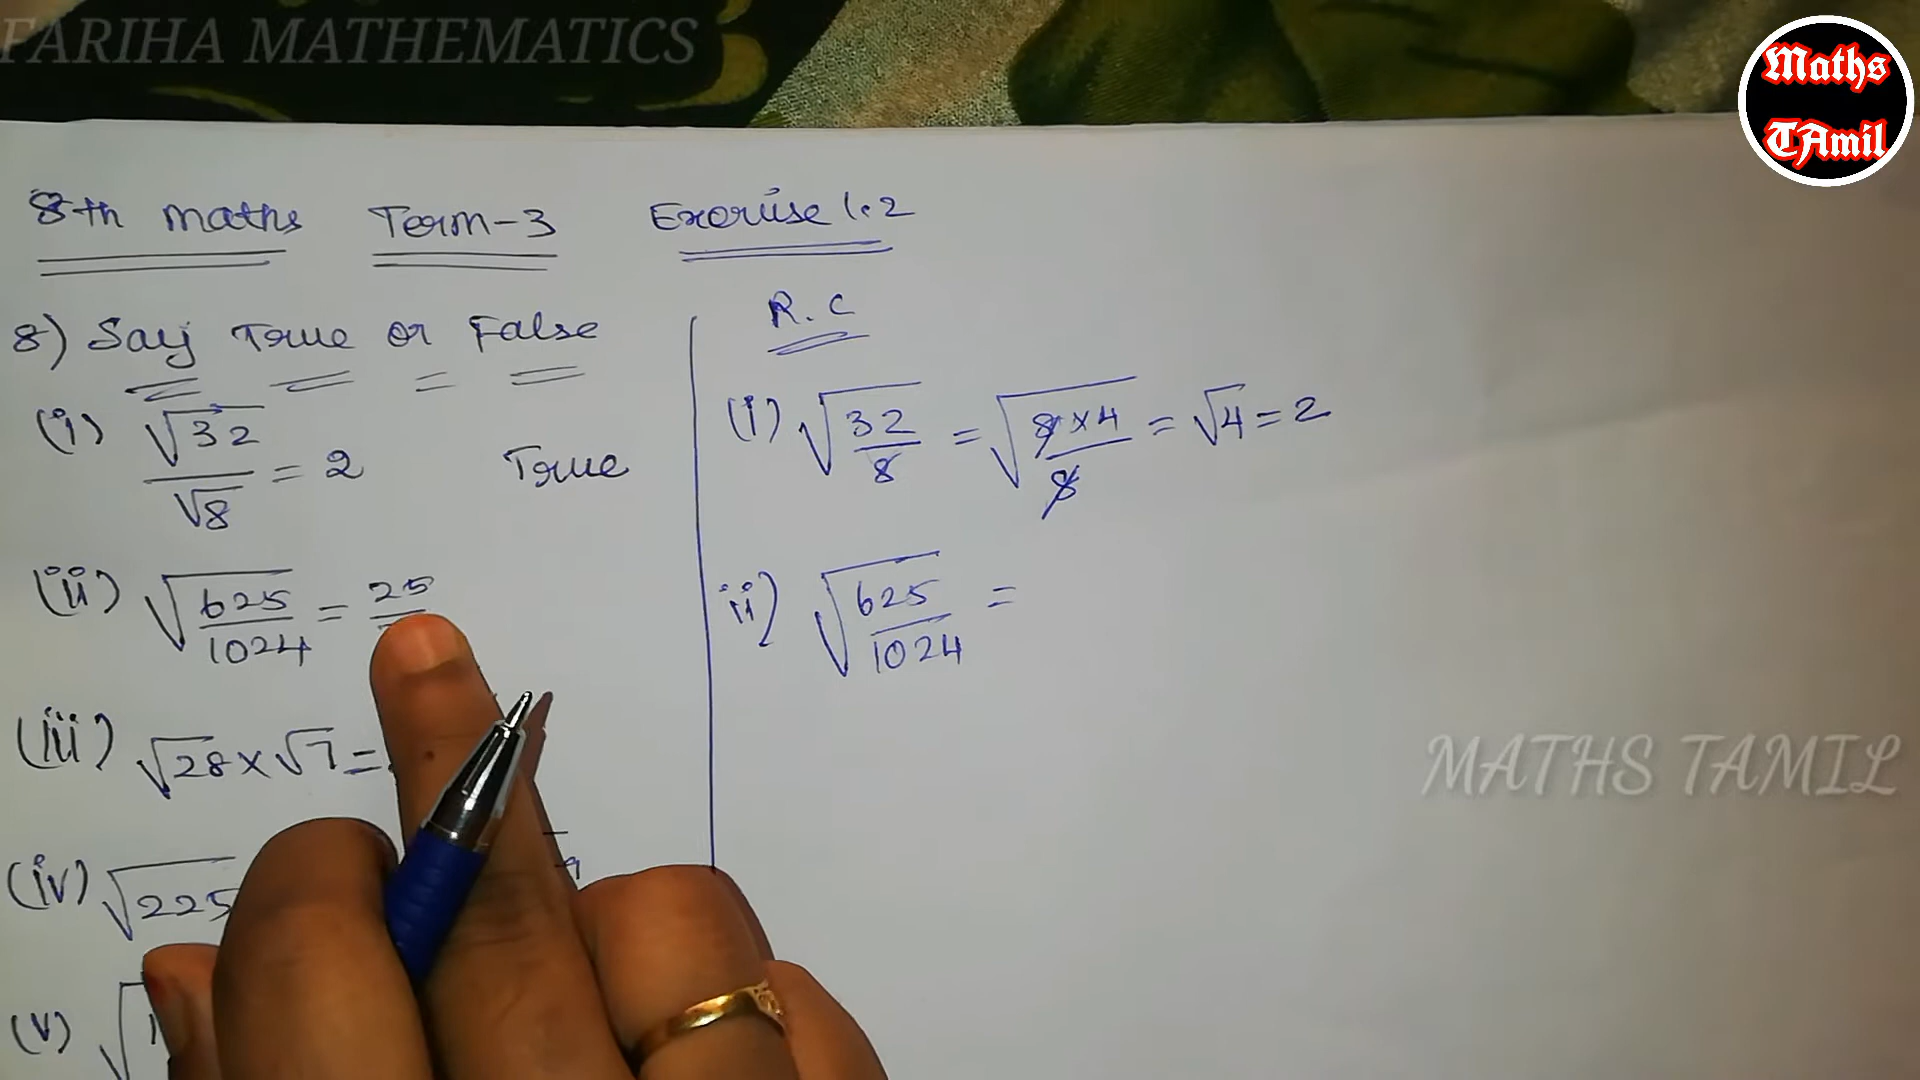 FARIHA MATHEMATICS
Maths
TAmil
8th maths Term-3 Exercise 1.2
8) Say True or False
(i) √32/√8 = 2 True
(ii) √(625/1024) = 25
(iii) √28 × √7 =
(iv) √225
(v) √1
R.C
(i) √(32/8) = √(8×4/8) = √4 = 2
ii) √(625/1024) =
MATHS TAMIL